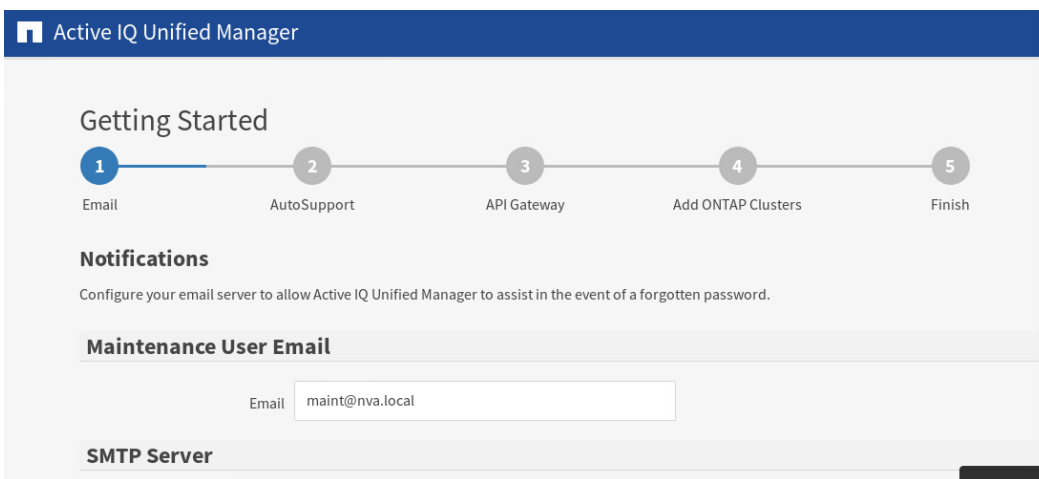 Active IQ Unified Manager
Getting Started
1 2 3 4 5
Email AutoSupport API Gateway Add ONTAP Clusters Finish
Notifications
Configure your email server to allow Active IQ Unified Manager to assist in the event of a forgotten password.
Maintenance User Email
Email maint@nva.local
SMTP Server